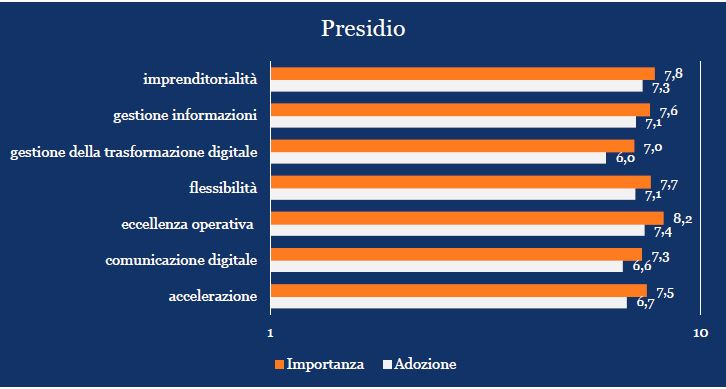 Presidio
imprenditorialità
7,8
7,3
gestione informazioni
7,6
7,1
gestione della trasformazione digitale
7,0
6,0
flessibilità
7,7
7,1
eccellenza operativa
8,2
7,4
comunicazione digitale
7,3
6,6
accelerazione
7,5
6,7
1
10
Importanza
Adozione